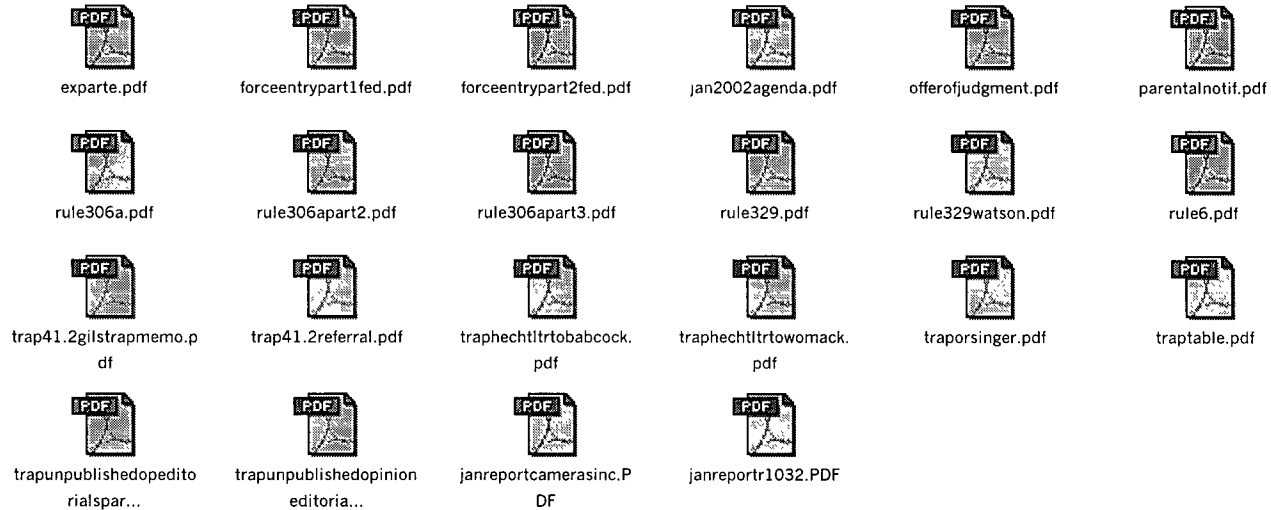 PDF PDF PDF PDF PDF PDF
exparte.pdf forceentrypart1fed.pdf forceentrypart2fed.pdf jan2002agenda.pdf offerofjudgment.pdf parentalnotif.pdf
PDF PDF PDF PDF PDF PDF
rule306a.pdf rule306apart2.pdf rule306apart3.pdf rule329.pdf rule329watson.pdf rule6.pdf
PDF PDF PDF PDF PDF PDF
trap41.2gilstrapmemo.p trap41.2referral.pdf traphechtltrtobabcock. traphechtltrtowomack. traporsinger.pdf traptable.pdf
df pdf pdf
PDF PDF PDF PDF
trapunpublishedopedito trapunpublishedopinion janreportcamerasinc.P janreportr1032.PDF
rialspar... editoria... DF